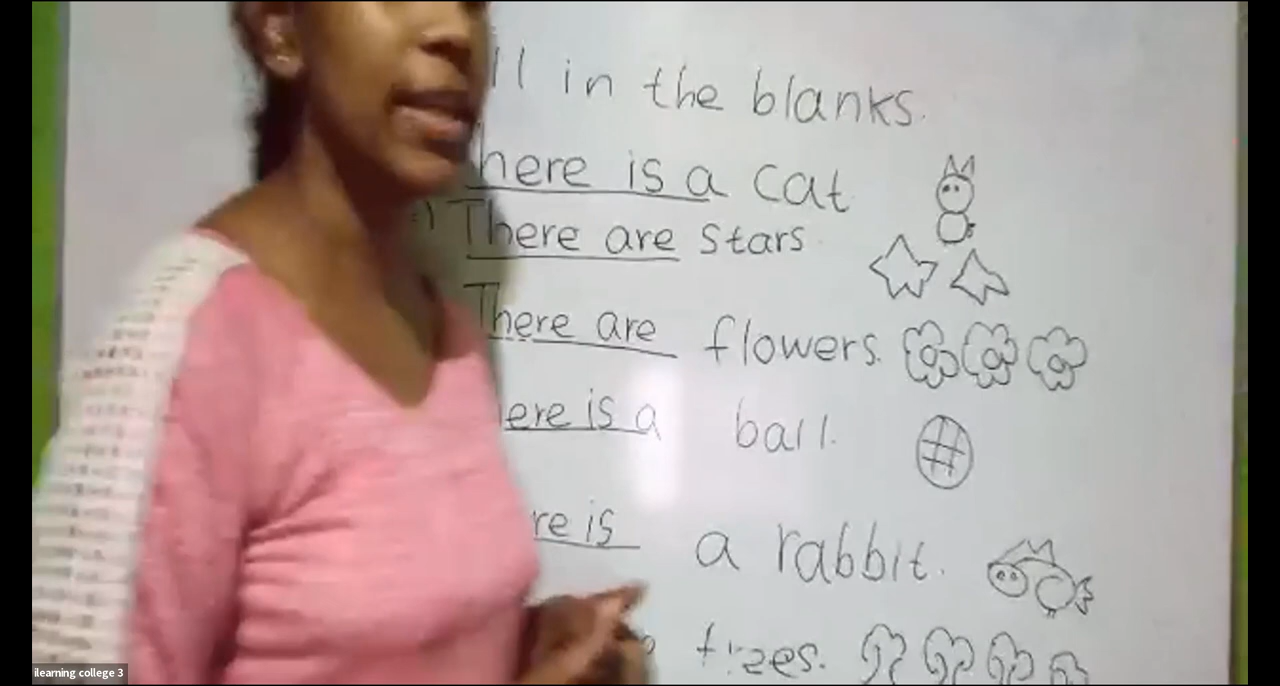 ll in the blanks.
here is a cat
There are stars
There are flowers.
ere is a ball.
re is a rabbit.
trees.
ilearning college 3